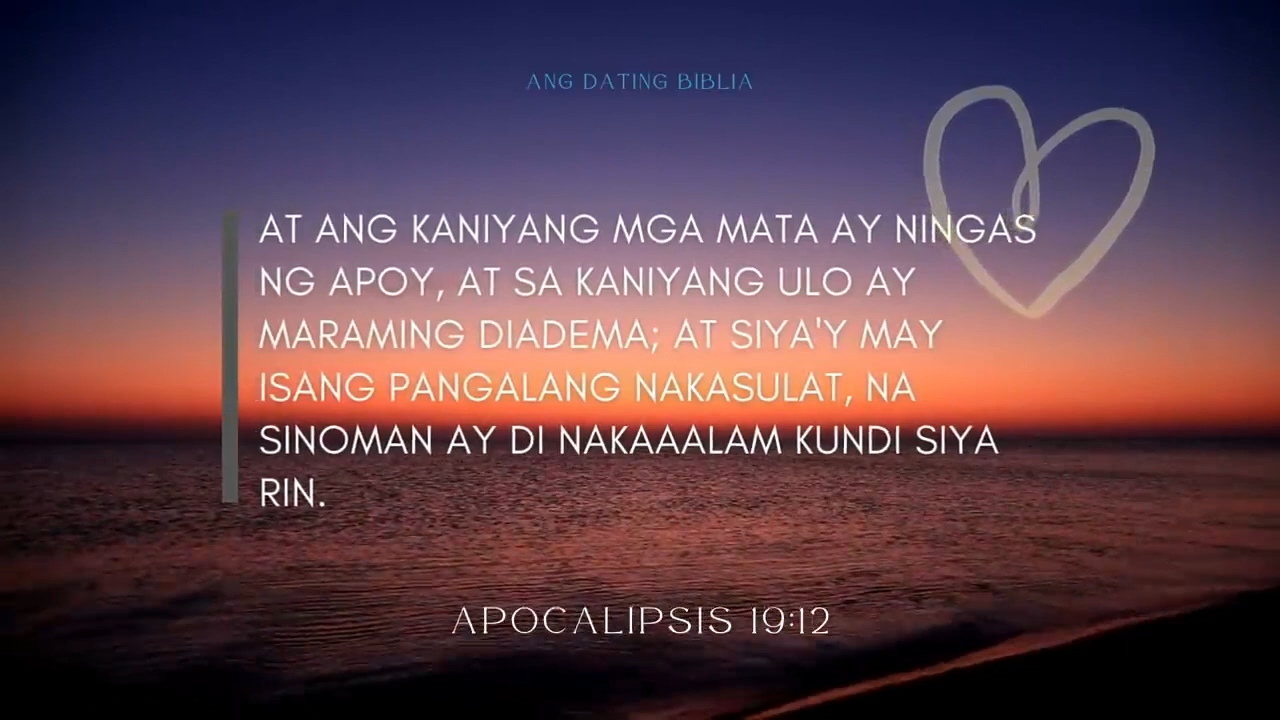 ANG DATING BIBLIA
AT ANG KANIYANG MGA MATA AY NINGAS
NG APOY, AT SA KANIYANG ULO AY
MARAMING DIADEMA; AT SIYA'Y MAY
ISANG PANGALANG NAKASULAT, NA
SINOMAN AY DI NAKAAALAM KUNDI SIYA
RIN.
APOCALIPSIS 19:12